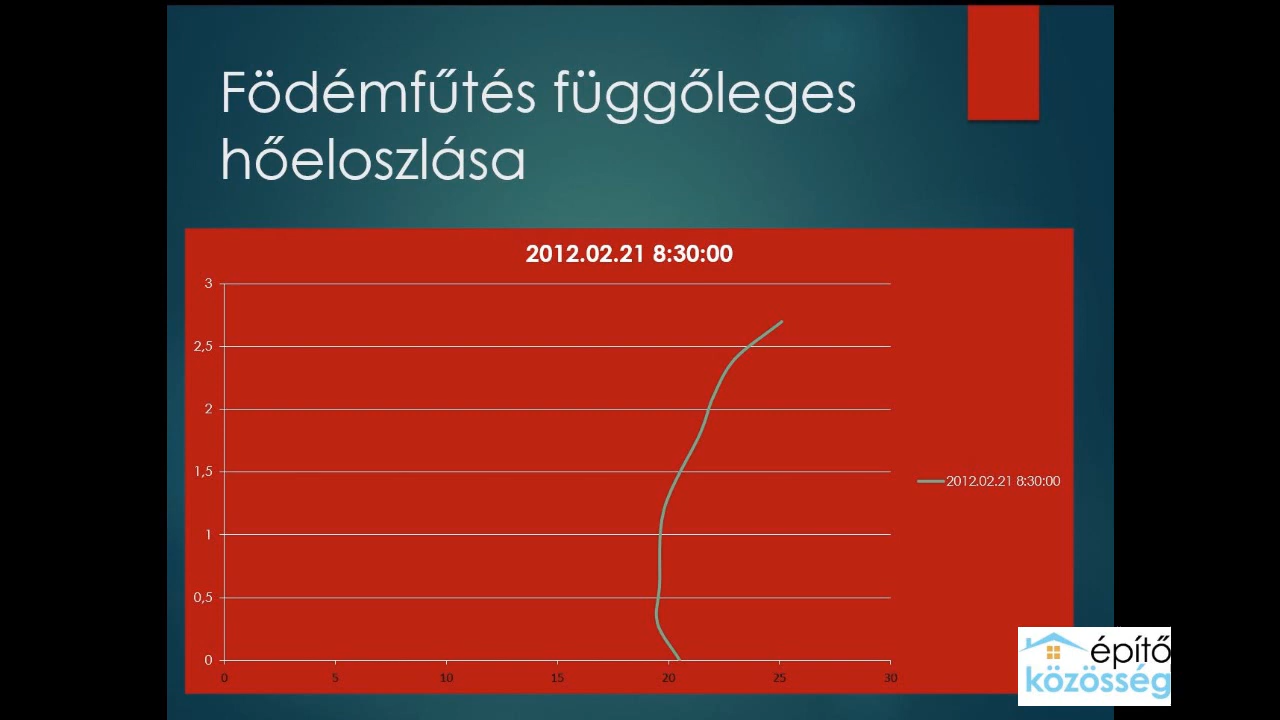 Födémfűtés függőleges
hőeloszlása
2012.02.21 8:30:00
3
2,5
2
1,5
1
0,5
0
0 5 10 15 20 25 30
2012.02.21 8:30:00
építő
közösség